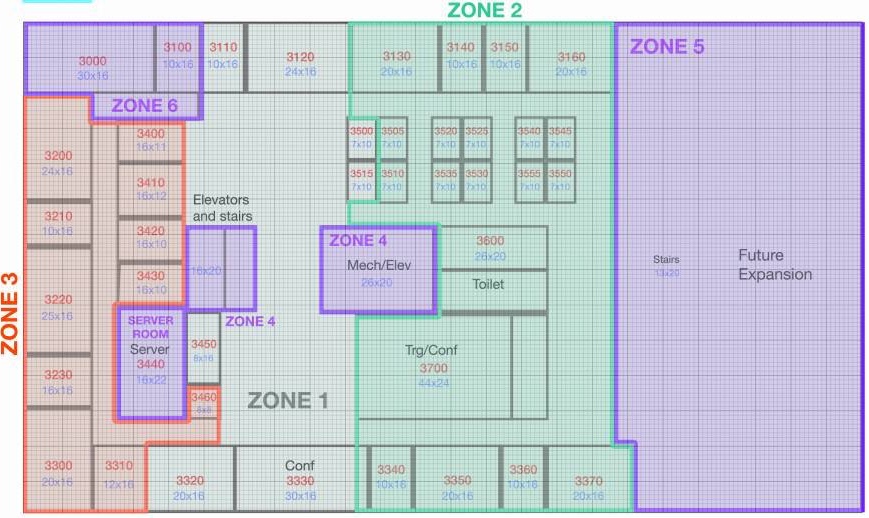 ZONE 2
3000
30x16
3100
10x16
3110
10x16
3120
24x16
3130
20x16
3140
10x16
3150
10x16
3160
20x16
ZONE 5
ZONE 6
3200
24x16
3400
16x11
3410
16x12
3500
7x10
3505
7x10
3520
7x10
3525
7x10
3540
7x10
3545
7x10
3515
7x10
3510
7x10
3535
7x10
3530
7x10
3555
7x10
3550
7x10
Elevators
and stairs
3210
10x16
3420
16x10
3430
16x10
16x20
ZONE 4
Mech/Elev
26x20
3600
26x20
Toilet
Stairs
13x20
Future
Expansion
ZONE 3
3220
25x16
ZONE 4
SERVER
ROOM
Server
3440
16x22
3450
8x16
3460
8x8
ZONE 1
Trg/Conf
3700
44x24
3230
16x16
3300
20x16
3310
12x16
3320
20x16
Conf
3330
30x16
3340
10x16
3350
20x16
3360
10x16
3370
20x16